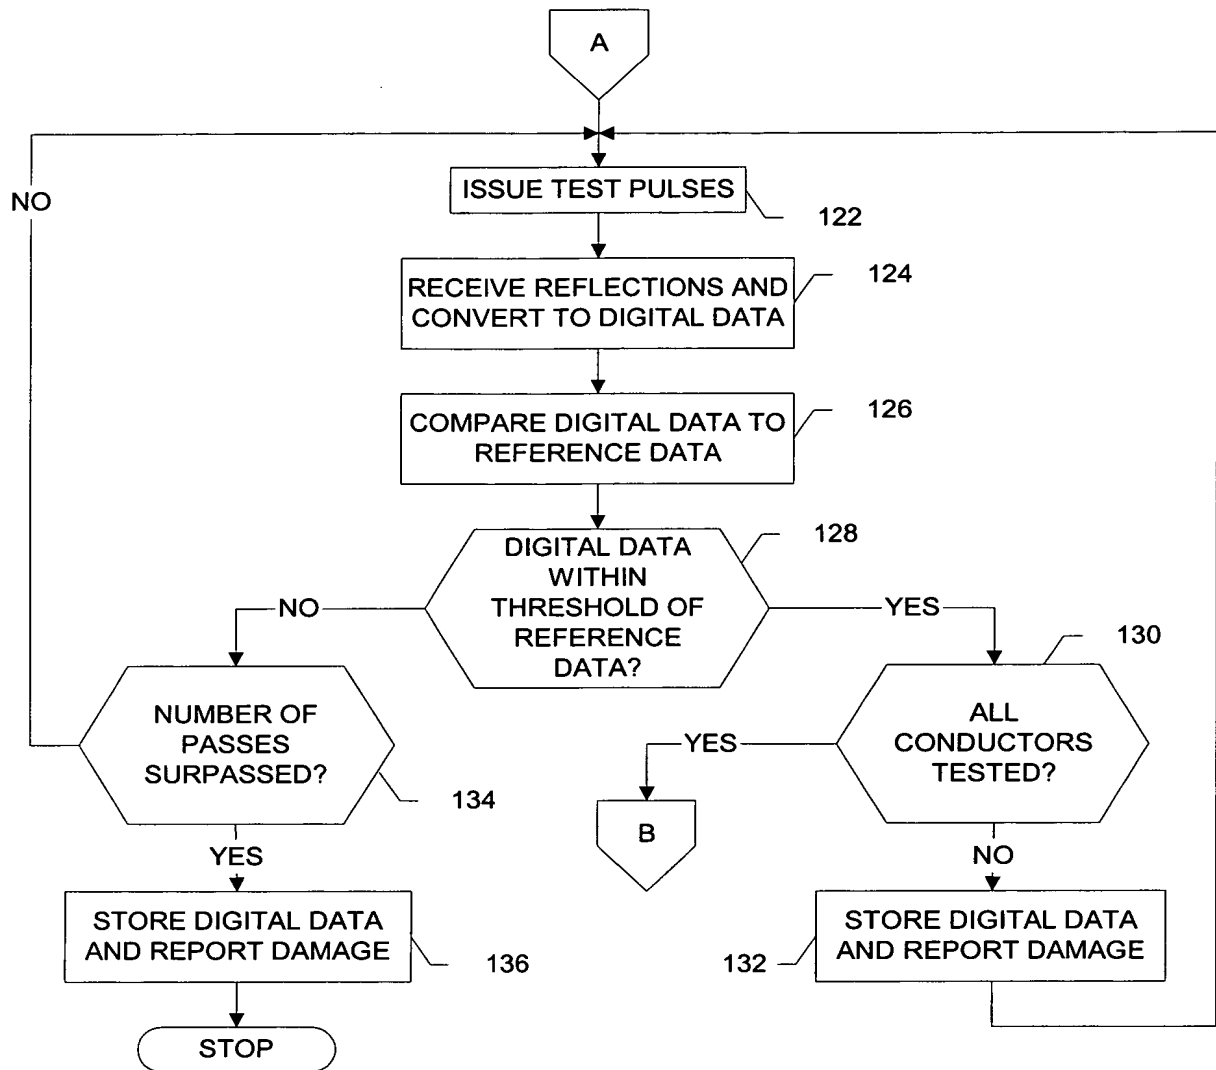 A
NO
ISSUE TEST PULSES
122
RECEIVE REFLECTIONS AND
CONVERT TO DIGITAL DATA
124
COMPARE DIGITAL DATA TO
REFERENCE DATA
126
DIGITAL DATA
WITHIN
THRESHOLD OF
REFERENCE
DATA?
128
NO
YES
130
NUMBER OF
PASSES
SURPASSED?
134
ALL
CONDUCTORS
TESTED?
YES
B
YES
NO
STORE DIGITAL DATA
AND REPORT DAMAGE
136
132
STORE DIGITAL DATA
AND REPORT DAMAGE
STOP